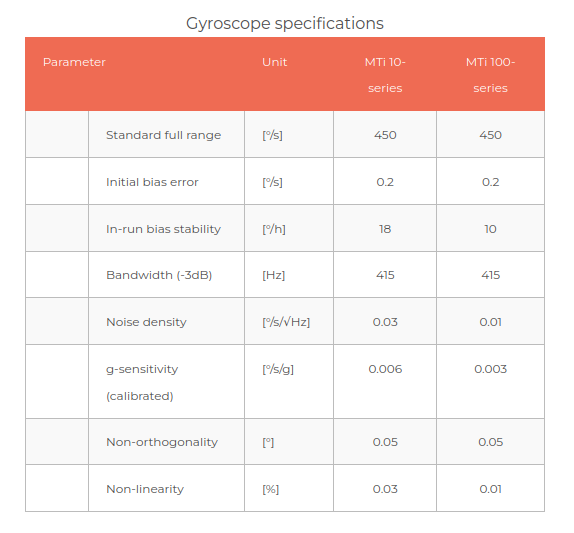 Gyroscope specifications
Parameter Unit MTi 10- MTi 100-
series series
Standard full range [°/s] 450 450
Initial bias error [°/s] 0.2 0.2
In-run bias stability [°/h] 18 10
Bandwidth (-3dB) [Hz] 415 415
Noise density [°/s/√Hz] 0.03 0.01
g-sensitivity [°/s/g] 0.006 0.003
(calibrated)
Non-orthogonality [°] 0.05 0.05
Non-linearity [%] 0.03 0.01